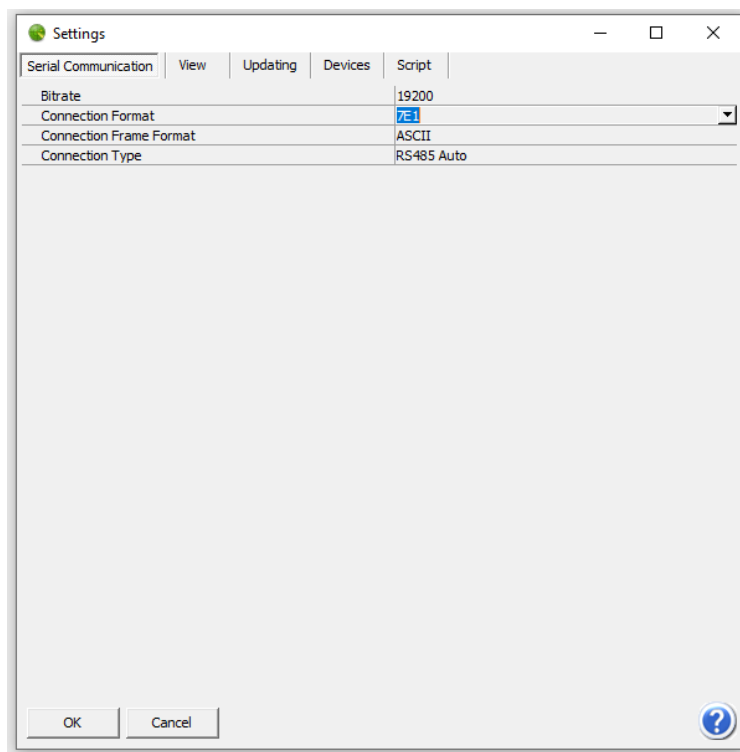 Settings
Serial Communication View Updating Devices Script
Bitrate 19200
Connection Format 7E1
Connection Frame Format ASCII
Connection Type RS485 Auto
OK Cancel ?